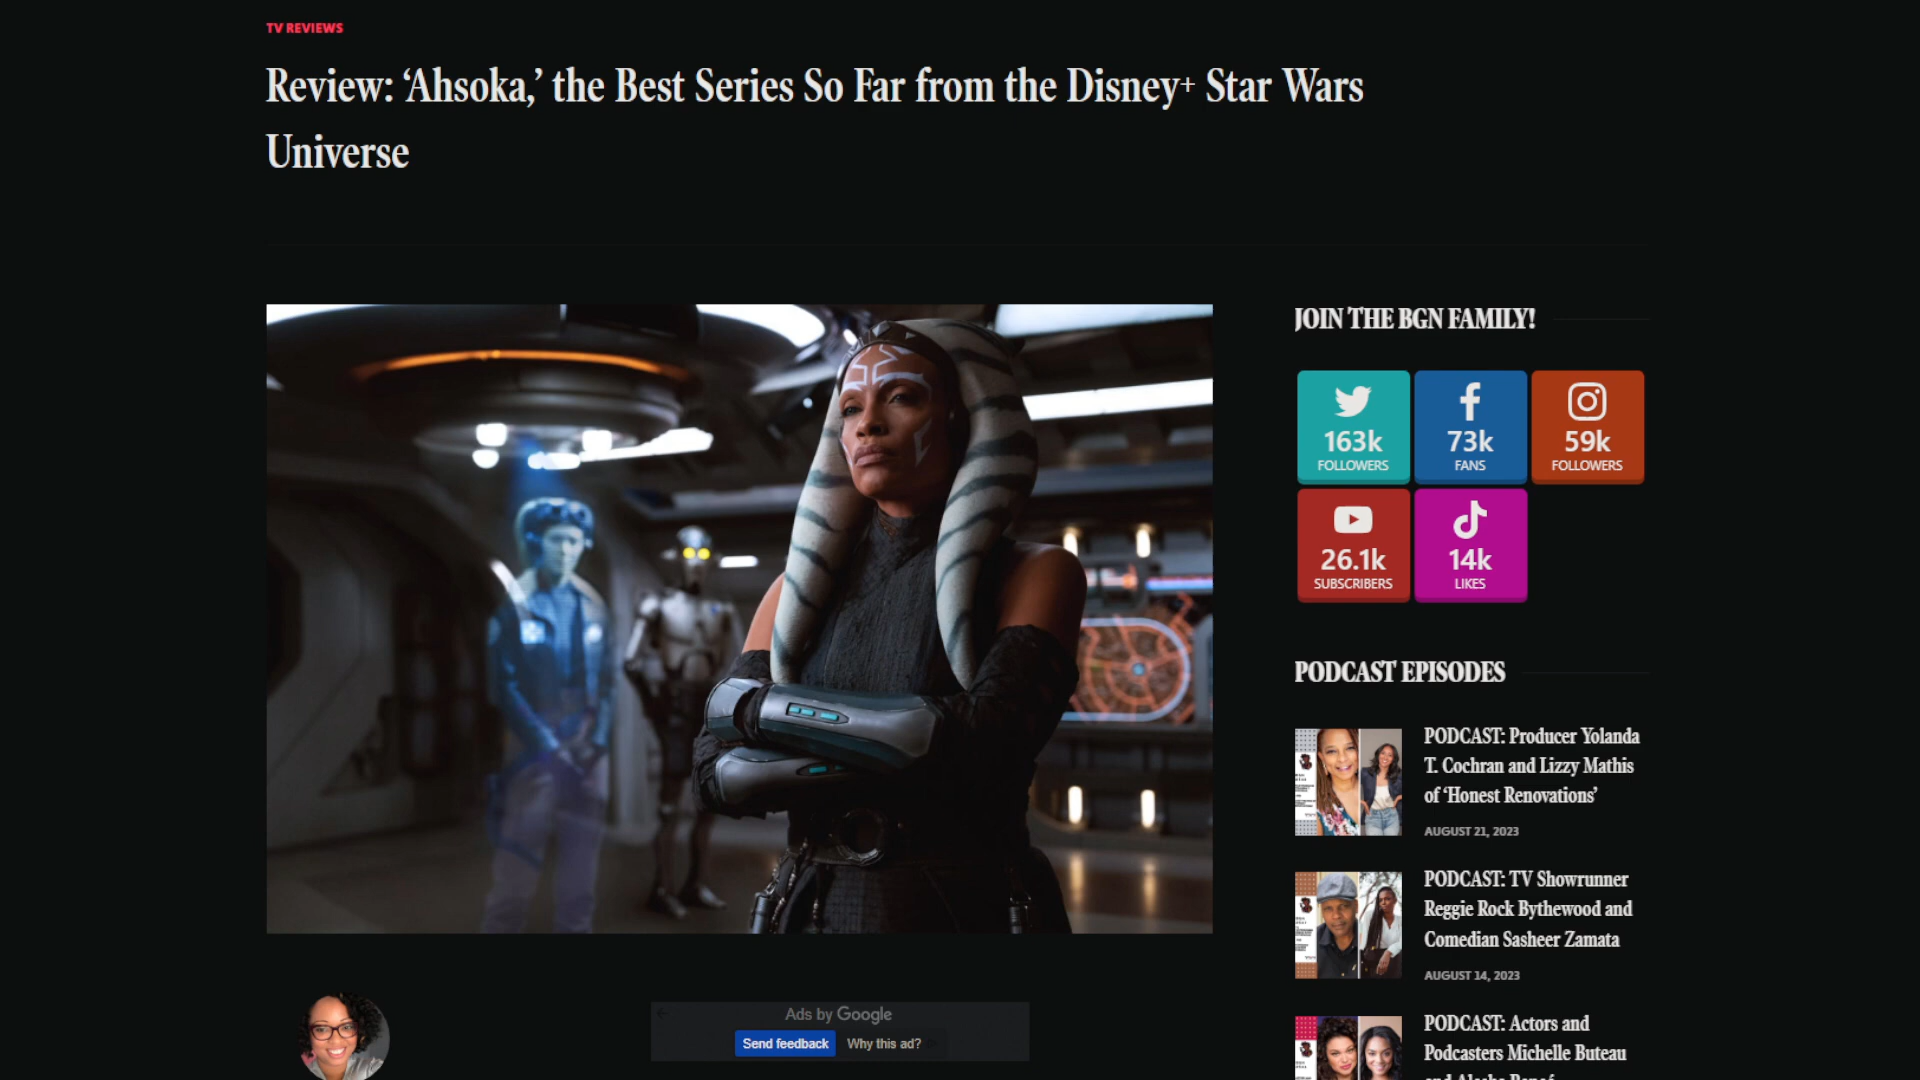 TV REVIEWS
Review: ‘Ahsoka,’ the Best Series So Far from the Disney+ Star Wars
Universe
JOIN THE BGN FAMILY!
163k
FOLLOWERS
73k
FANS
59k
FOLLOWERS
26.1k
SUBSCRIBERS
14k
LIKES
PODCAST EPISODES
PODCAST: Producer Yolanda
T. Cochran and Lizzy Mathis
of ‘Honest Renovations’
AUGUST 21, 2023
PODCAST: TV Showrunner
Reggie Rock Bythewood and
Comedian Sasheer Zamata
AUGUST 14, 2023
PODCAST: Actors and
Podcasters Michelle Buteau
Ads by Google
Send feedback
Why this ad?